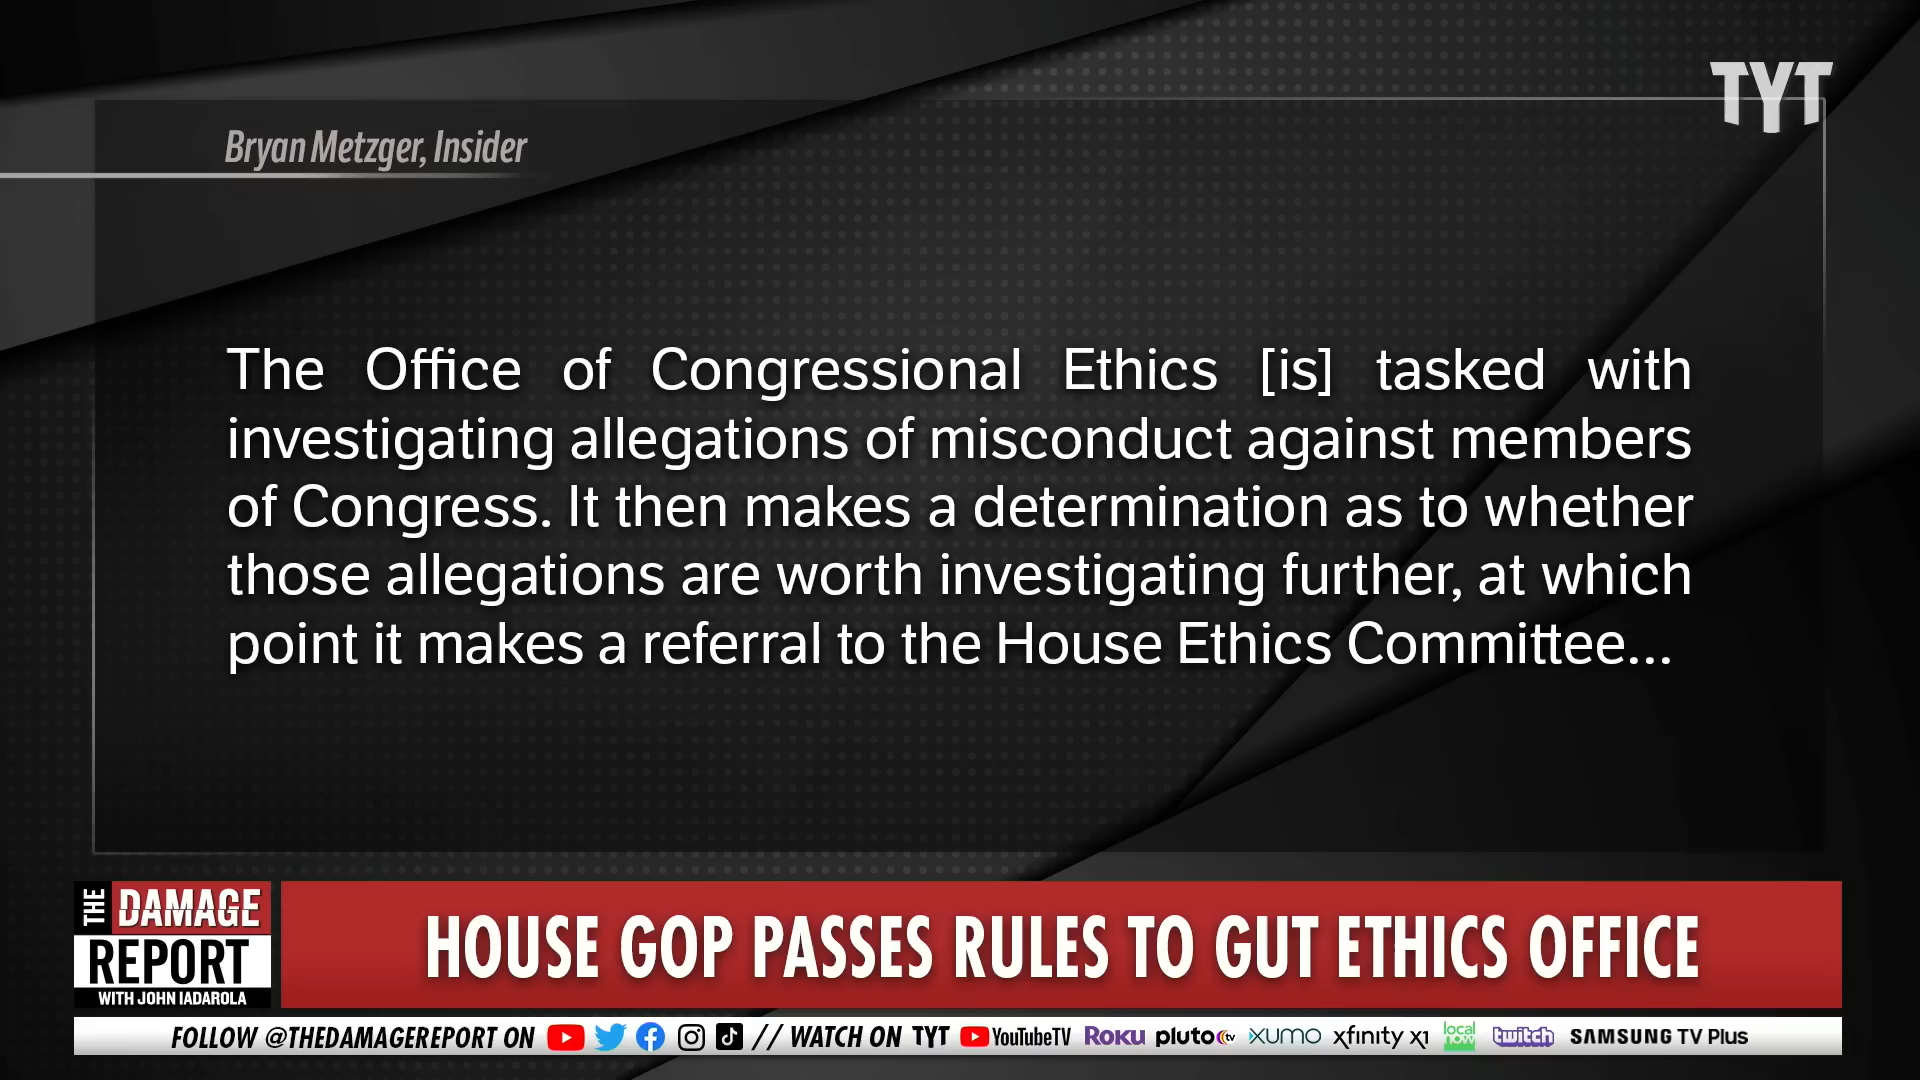 TYT
Bryan Metzger, Insider
The Office of Congressional Ethics [is] tasked with
investigating allegations of misconduct against members
of Congress. It then makes a determination as to whether
those allegations are worth investigating further, at which
point it makes a referral to the House Ethics Committee...
THE DAMAGE
REPORT
WITH JOHN IADAROLA
HOUSE GOP PASSES RULES TO GUT ETHICS OFFICE
FOLLOW @THEDAMAGEREPORT ON // WATCH ON TYT YouTubeTV ROKU pluto tv XUMO xfinity x1 local now twitch SAMSUNG TV Plus